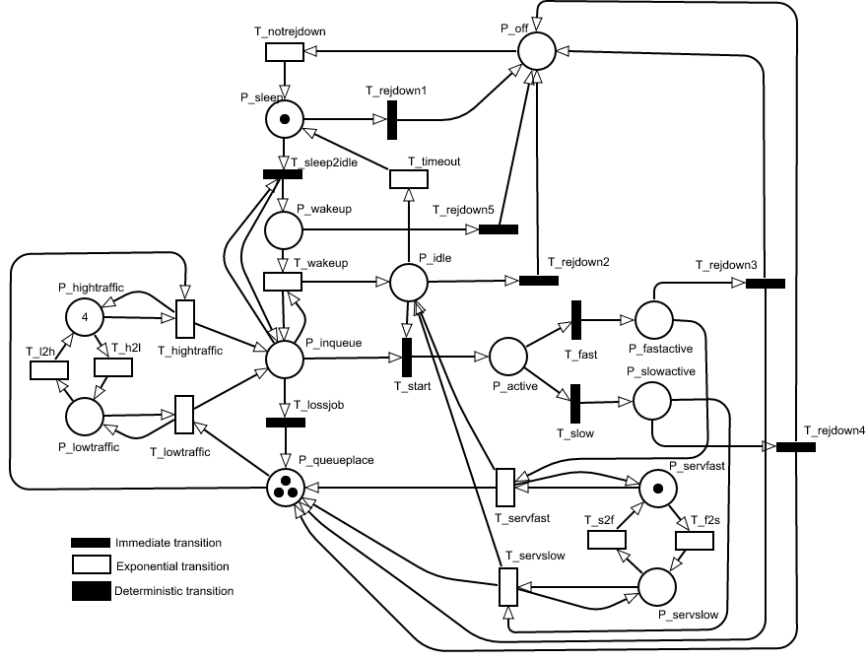 P_off
T_notrejdown
P_sleep
T_rejdown1
T_sleep2idle
T_timeout
P_wakeup
T_rejdown5
T_wakeup
P_idle
T_rejdown2
T_rejdown3
P_hightraffic
4
T_hightraffic
T_l2h
T_h2l
P_inqueue
T_start
P_active
T_fast
P_fastactive
P_slowactive
T_slow
T_lossjob
T_rejdown4
P_lowtraffic
T_lowtraffic
P_queueplace
P_servfast
T_servfast
T_s2f
T_f2s
T_servslow
P_servslow
Immediate transition
Exponential transition
Deterministic transition